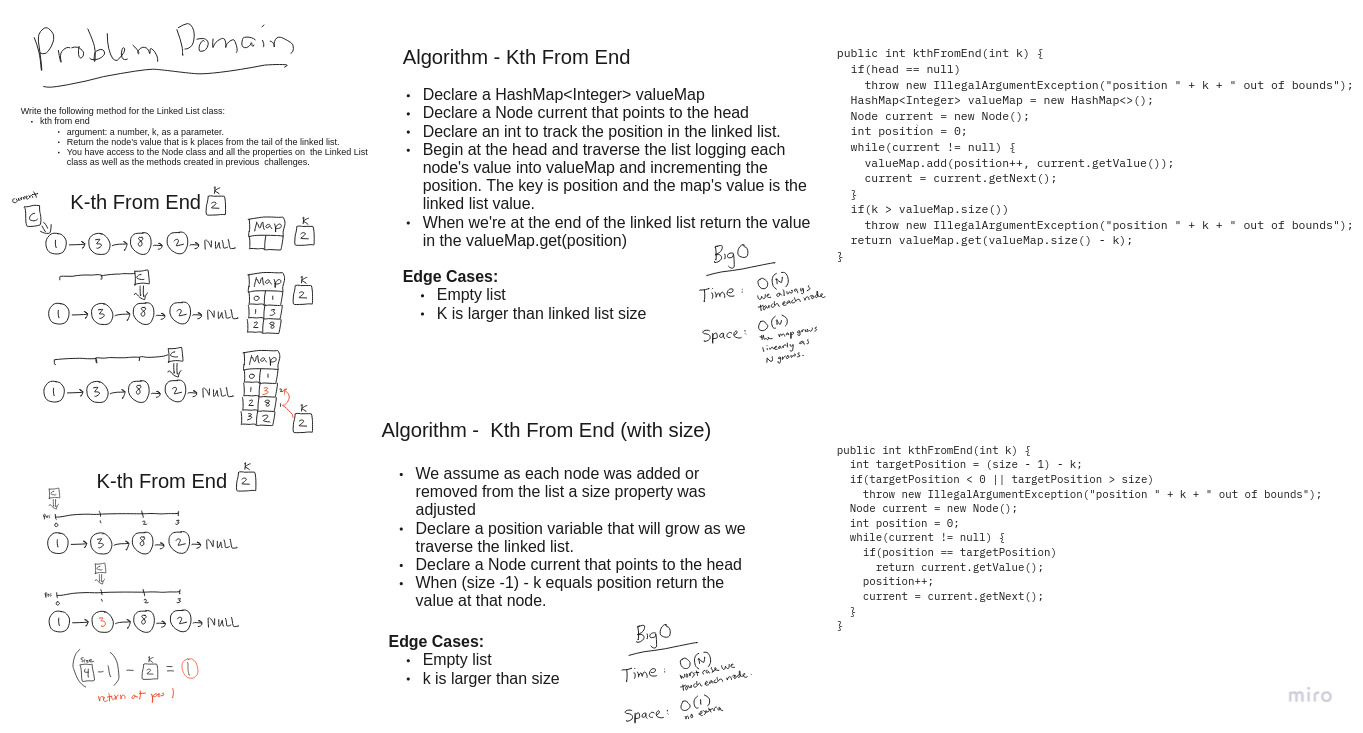 Problem Domain
Write the following method for the Linked List class:
• kth from end
• argument: a number, k, as a parameter.
• Return the node's value that is k places from the tail of the linked list.
• You have access to the Node class and all the properties on the Linked List
class as well as the methods created in previous challenges.
current
C
K-th From End
K
2
1 → 3 → 8 → 2 → NULL
Map
K
2
C
1 → 3 → 8 → 2 → NULL
Map
0 1
1 3
2 8
K
2
C
1 → 3 → 8 → 2 → NULL
Map
0 1
1 3 2
2 8 1
3 2
K
2
K-th From End
K
2
C
Pos
0 1 2 3
1 → 3 → 8 → 2 → NULL
C
Pos
0 1 2 3
1 → 3 → 8 → 2 → NULL
size K
(4 - 1) - 2 = 1
return at pos 1
Algorithm - Kth From End
• Declare a HashMap<Integer> valueMap
• Declare a Node current that points to the head
• Declare an int to track the position in the linked list.
• Begin at the head and traverse the list logging each
node's value into valueMap and incrementing the
position. The key is position and the map's value is the
linked list value.
• When we're at the end of the linked list return the value
in the valueMap.get(position)
Edge Cases:
• Empty list
• K is larger than linked list size
Big O
Time: O(N)
we always
touch each node
Space: O(N)
the map grows
linearly as
N grows.
public int kthFromEnd(int k) {
if(head == null)
throw new IllegalArgumentException("position " + k + " out of bounds");
HashMap<Integer> valueMap = new HashMap<>();
Node current = new Node();
int position = 0;
while(current != null) {
valueMap.add(position++, current.getValue());
current = current.getNext();
}
if(k > valueMap.size())
throw new IllegalArgumentException("position " + k + " out of bounds");
return valueMap.get(valueMap.size() - k);
}
Algorithm - Kth From End (with size)
• We assume as each node was added or
removed from the list a size property was
adjusted
• Declare a position variable that will grow as we
traverse the linked list.
• Declare a Node current that points to the head
• When (size -1) - k equals position return the
value at that node.
Edge Cases:
• Empty list
• k is larger than size
Big O
Time: O(N)
worst case we
touch each node.
Space: O(1)
no extra
public int kthFromEnd(int k) {
int targetPosition = (size - 1) - k;
if(targetPosition < 0 || targetPosition > size)
throw new IllegalArgumentException("position " + k + " out of bounds");
Node current = new Node();
int position = 0;
while(current != null) {
if(position == targetPosition)
return current.getValue();
position++;
current = current.getNext();
}
}
miro